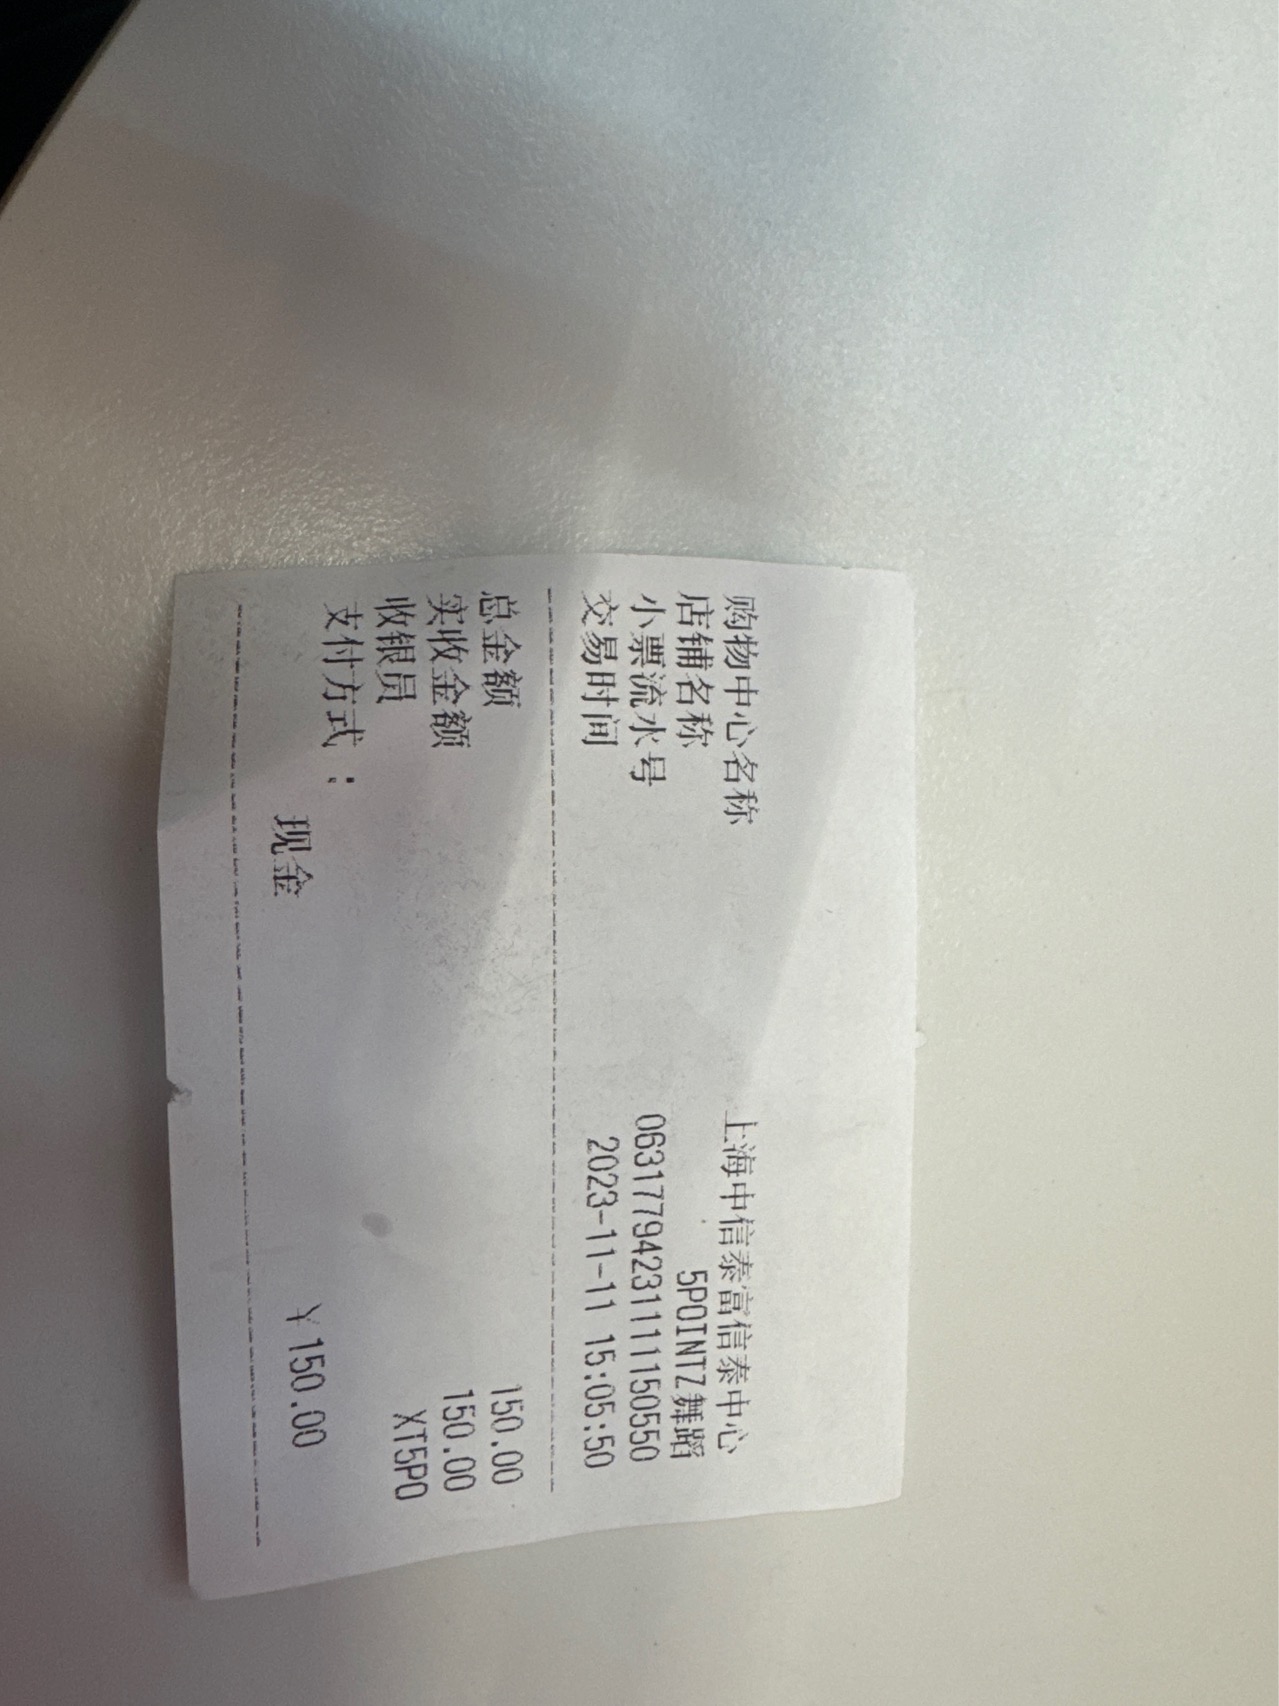 购物中心名称 上海中信泰富信泰中心
店铺名称 5POINTZ舞蹈
小票流水号 06317794231111150550
交易时间 2023-11-11 15:05:50
总金额 150.00
实收金额 150.00
收银员 XT5PO
支付方式：
现金 ¥150.00